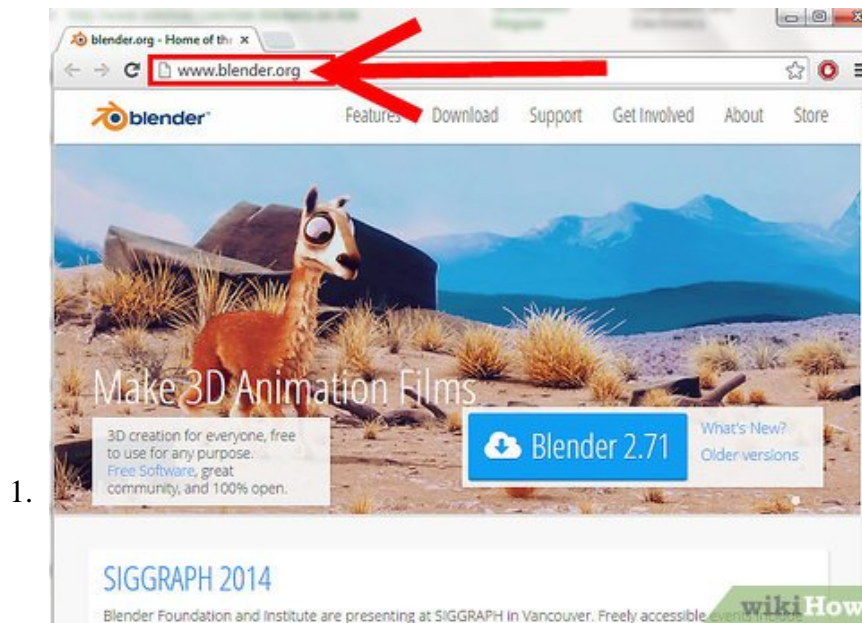 blender.org - Home of the
www.blender.org
blender
Features Download Support Get Involved About Store
Make 3D Animation Films
3D creation for everyone, free
to use for any purpose.
Free Software, great
community, and 100% open.
Blender 2.71
What's New?
Older versions
1.
SIGGRAPH 2014
Blender Foundation and Institute are presenting at SIGGRAPH in Vancouver. Freely accessible events include
wikiHow